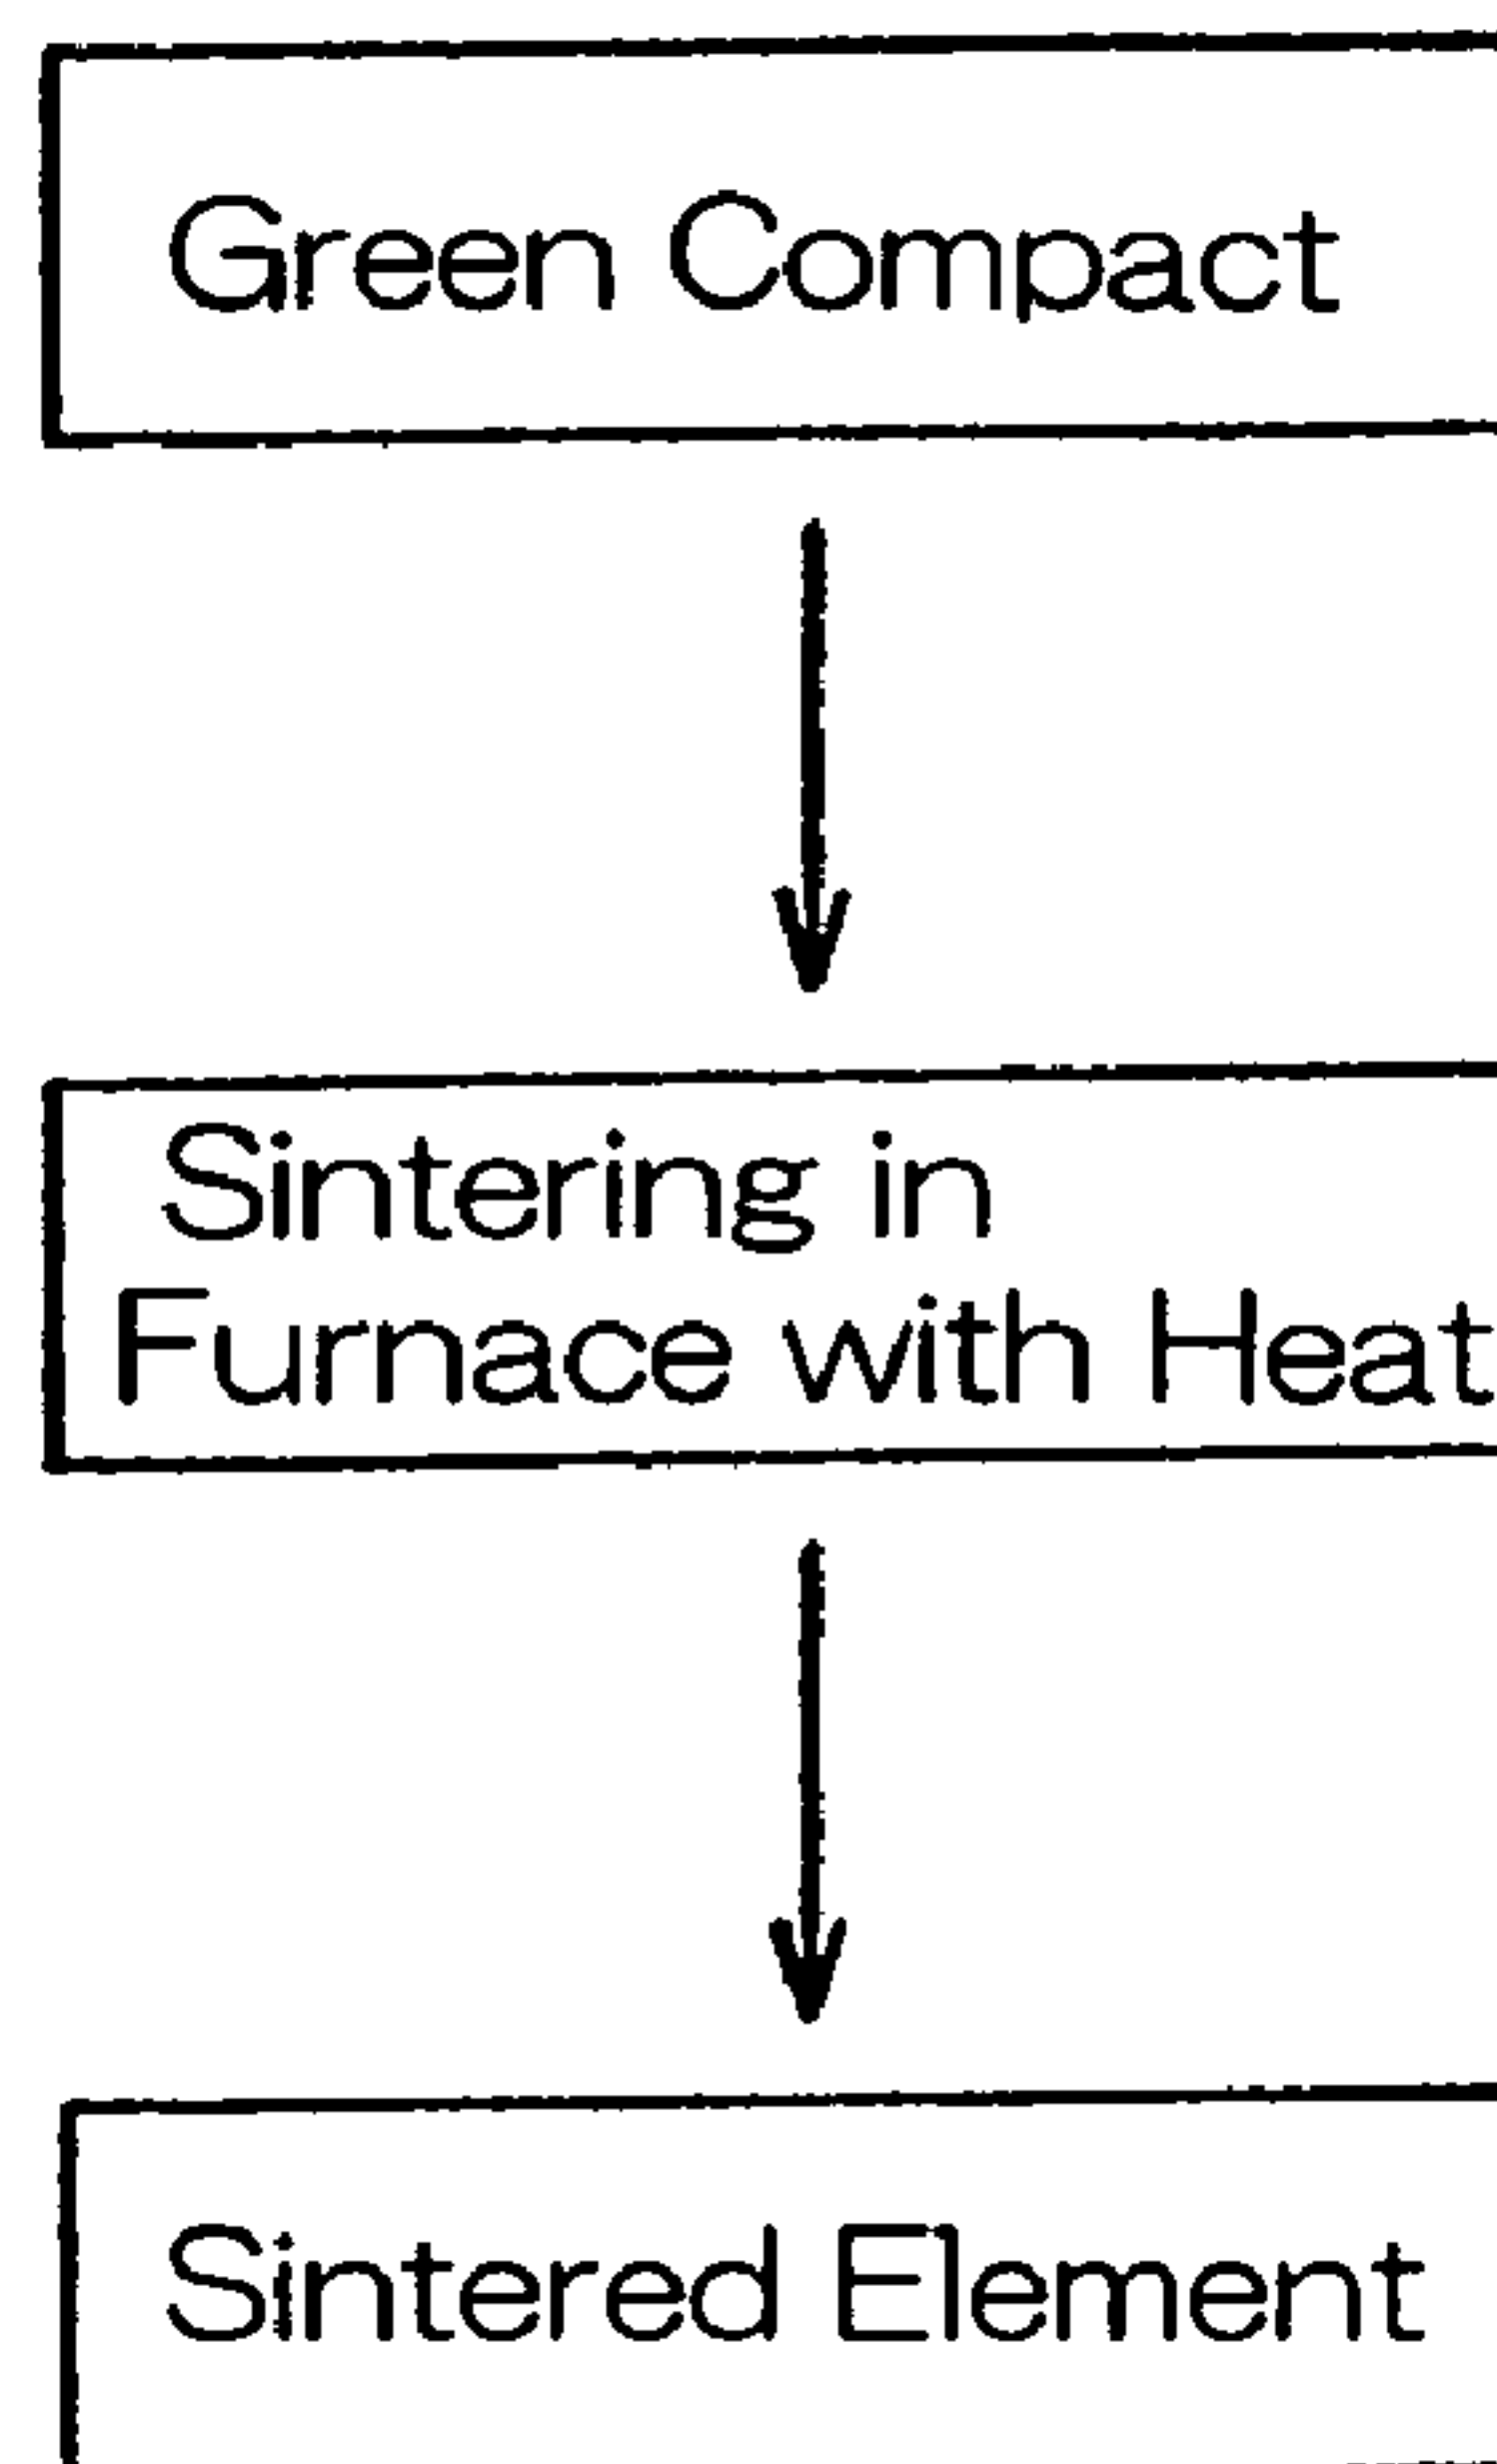 Green Compact
Sintering in
Furnace with Heat
Sintered Element